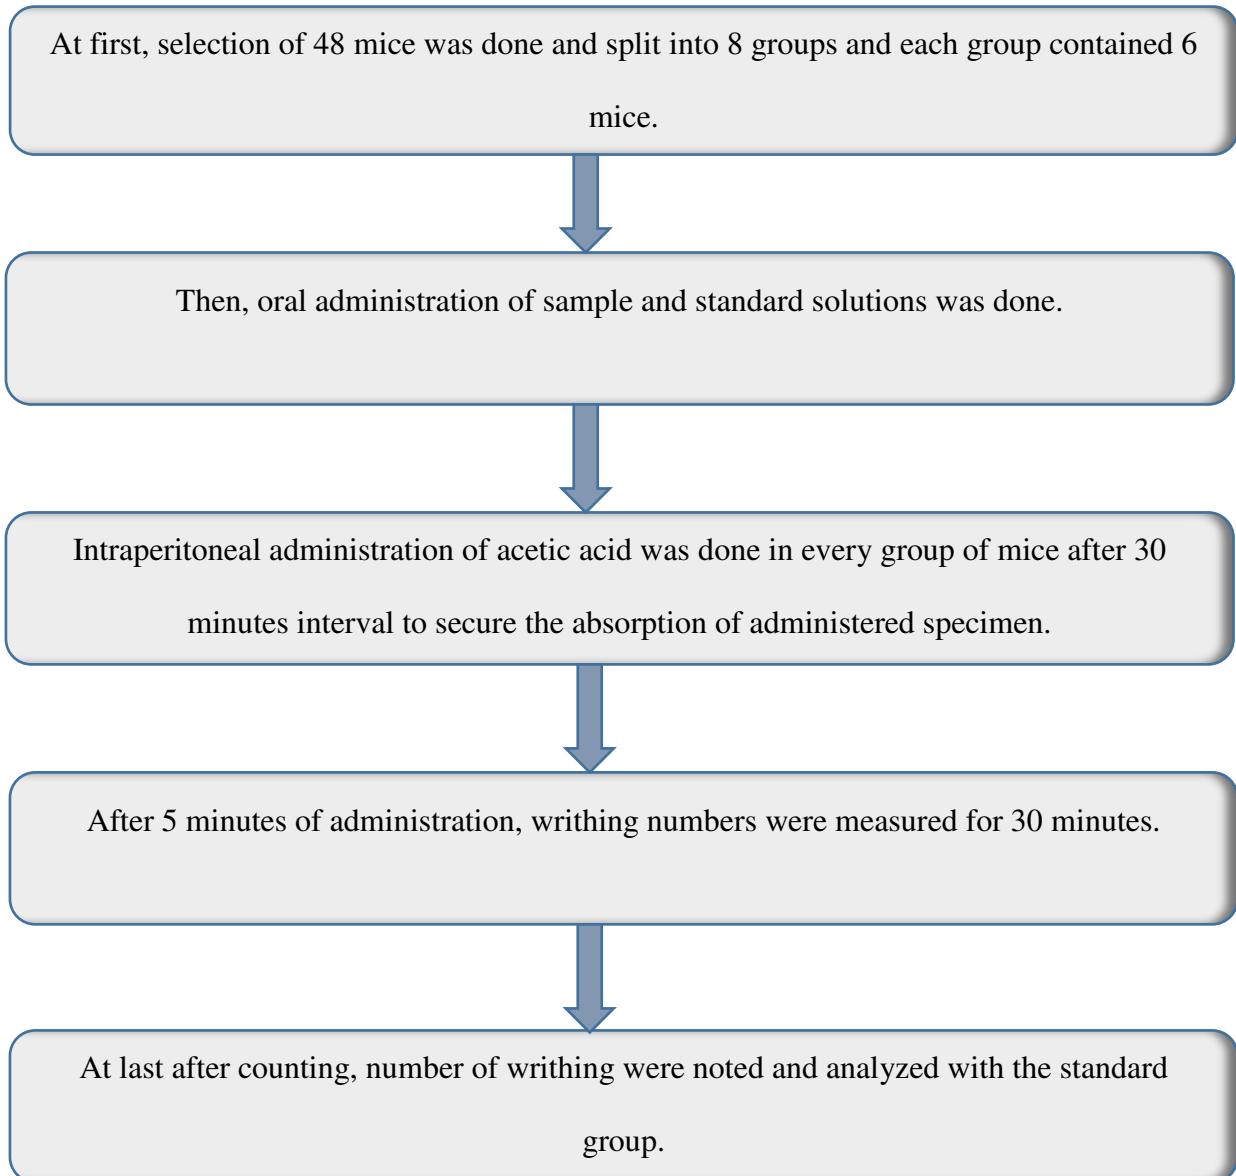 At first, selection of 48 mice was done and split into 8 groups and each group contained 6
mice.
Then, oral administration of sample and standard solutions was done.
Intraperitoneal administration of acetic acid was done in every group of mice after 30
minutes interval to secure the absorption of administered specimen.
After 5 minutes of administration, writhing numbers were measured for 30 minutes.
At last after counting, number of writhing were noted and analyzed with the standard
group.